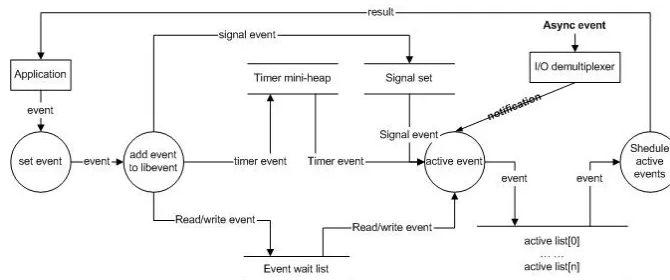 result
signal event
Async event
Application
Timer mini-heap
Signal set
I/O demultiplexer
event
notification
Signal event
set event
event
add event
to libevent
timer event
Timer event
active event
event
event
Shedule
active
events
Read/write event
Read/write event
Event wait list
active list[0]
... ...
active list[n]